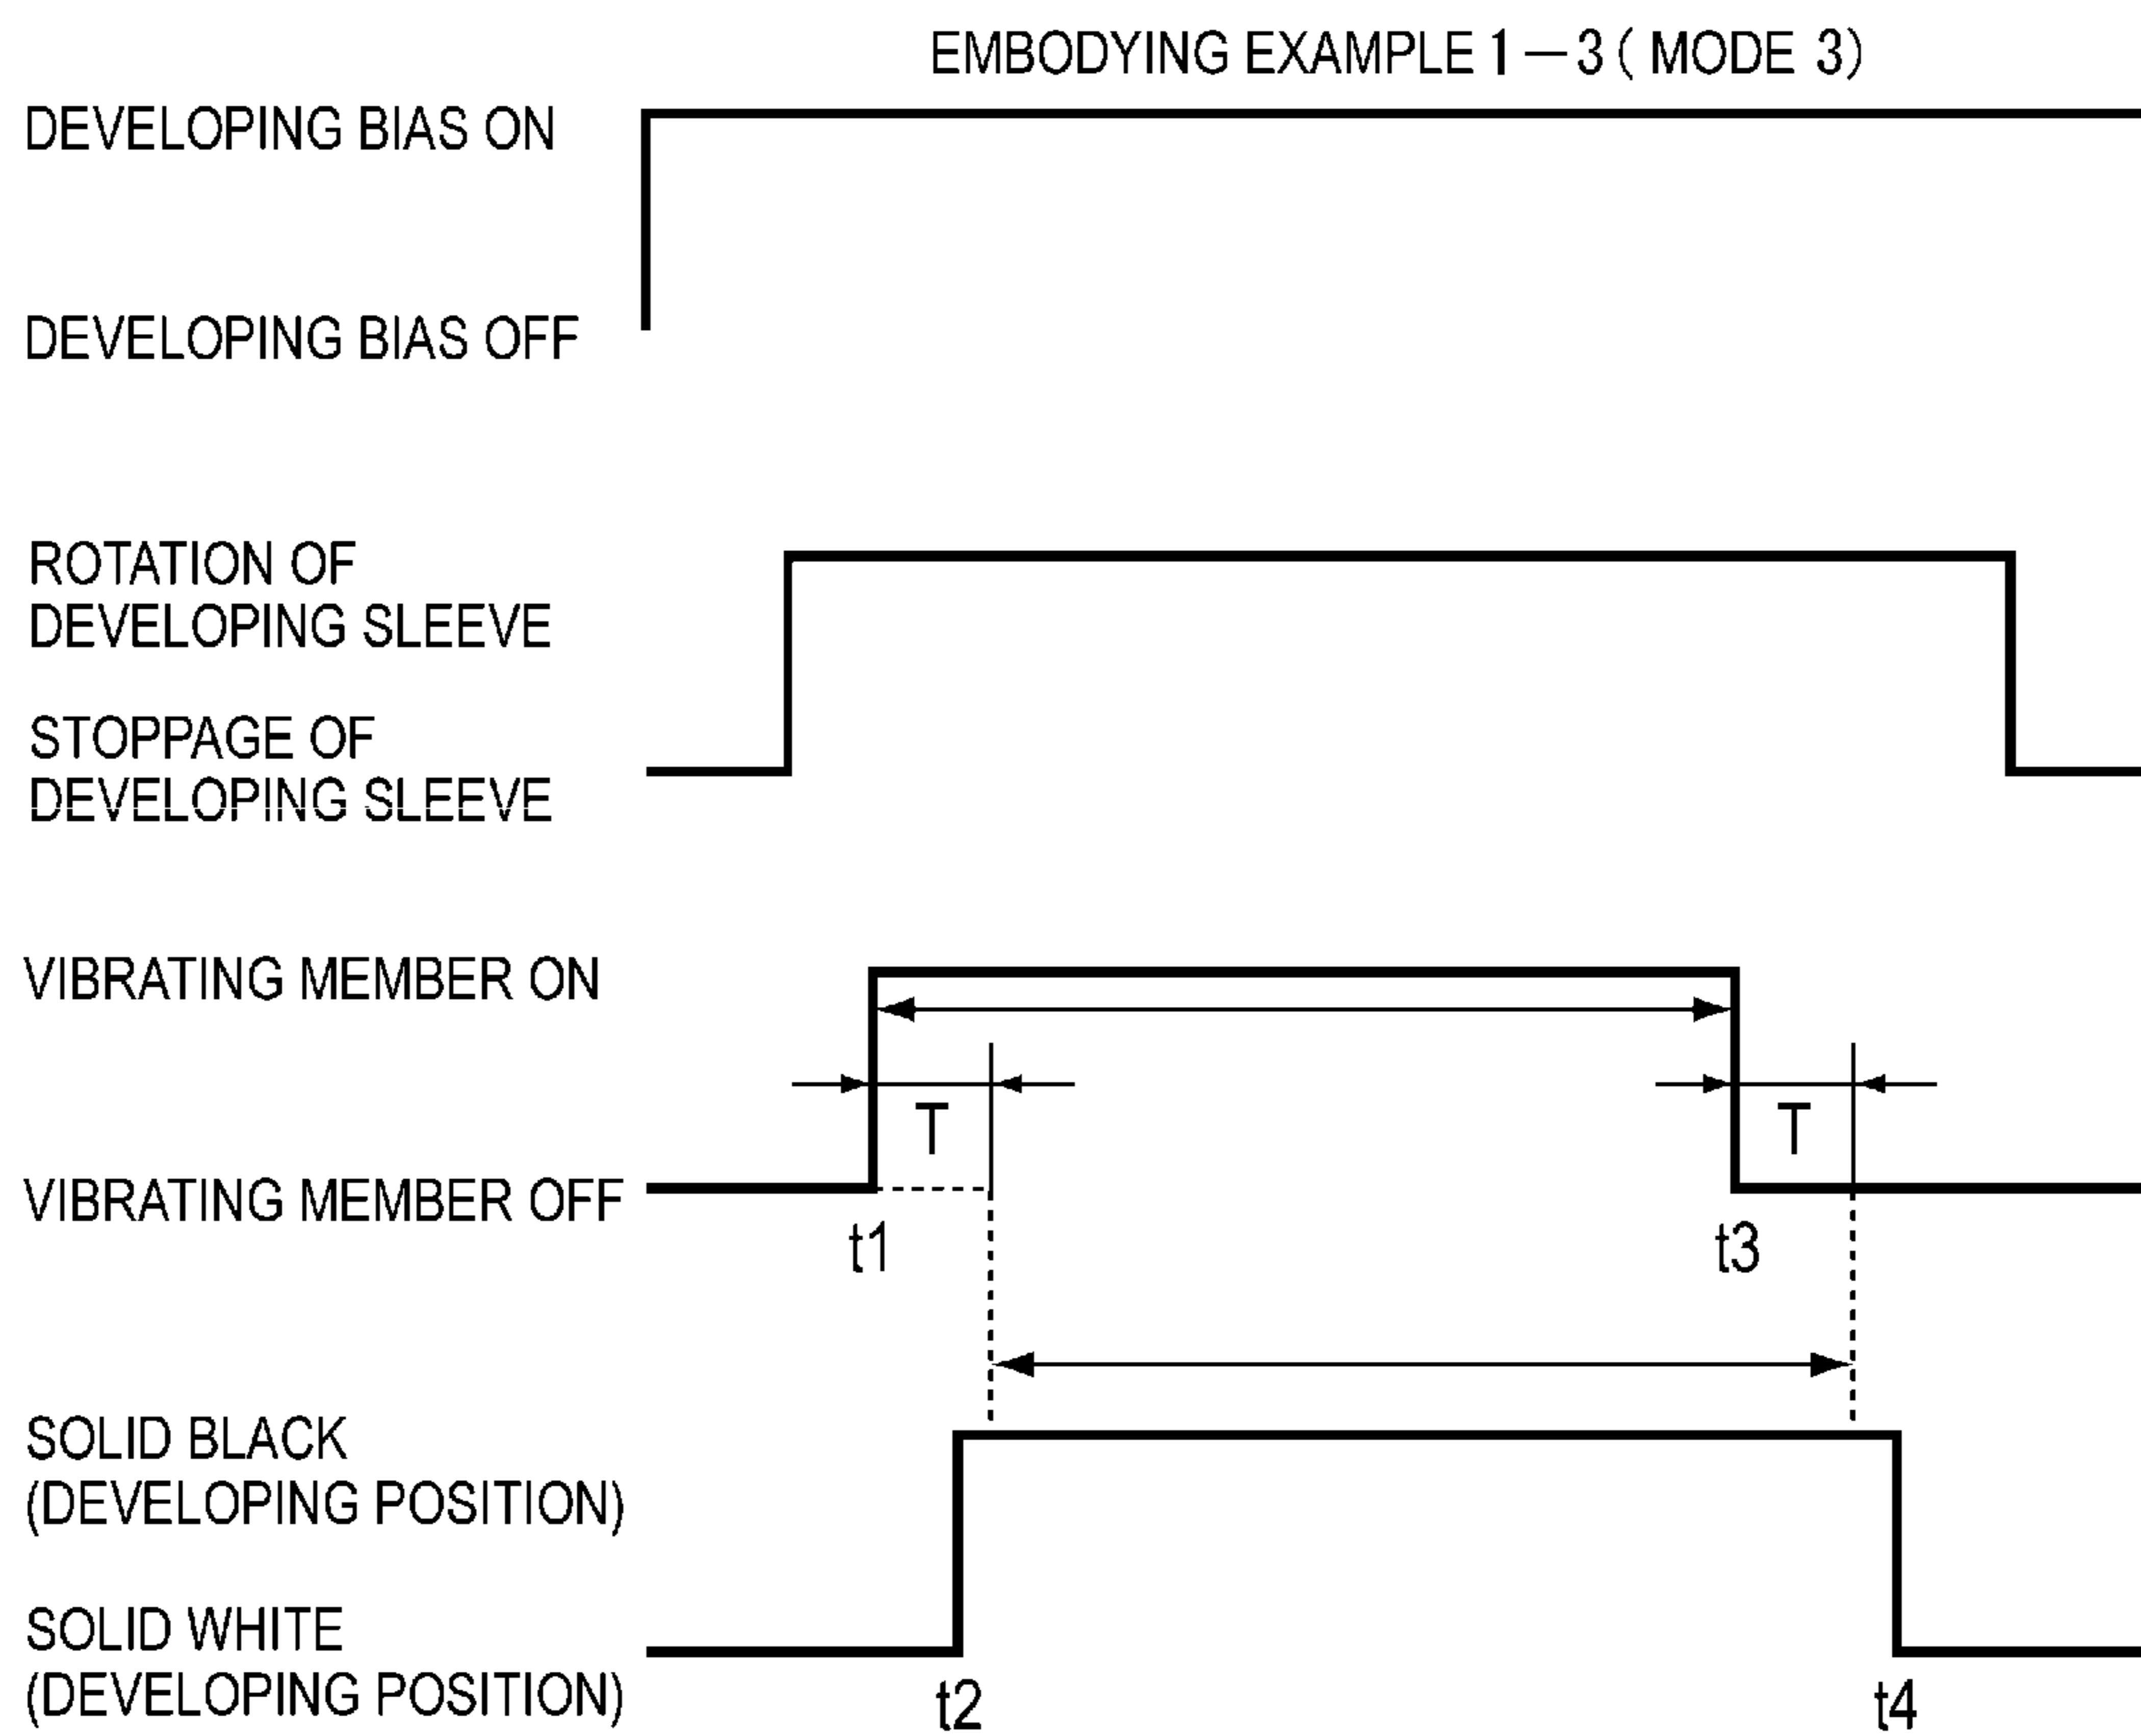 EMBODYING EXAMPLE 1－3 ( MODE 3)
DEVELOPING BIAS ON
DEVELOPING BIAS OFF
ROTATION OF
DEVELOPING SLEEVE
STOPPAGE OF
DEVELOPING SLEEVE
VIBRATING MEMBER ON
T
T
VIBRATING MEMBER OFF
t1
t3
SOLID BLACK
(DEVELOPING POSITION)
SOLID WHITE
(DEVELOPING POSITION)
t2
t4